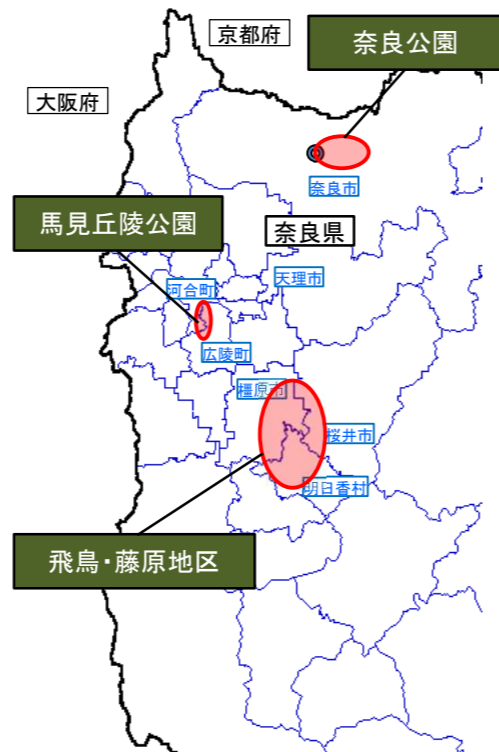 京都府
奈良公園
大阪府
奈良市
馬見丘陵公園
奈良県
天理市
河合町
広陵町
橿原市
桜井市
明日香村
飛鳥・藤原地区